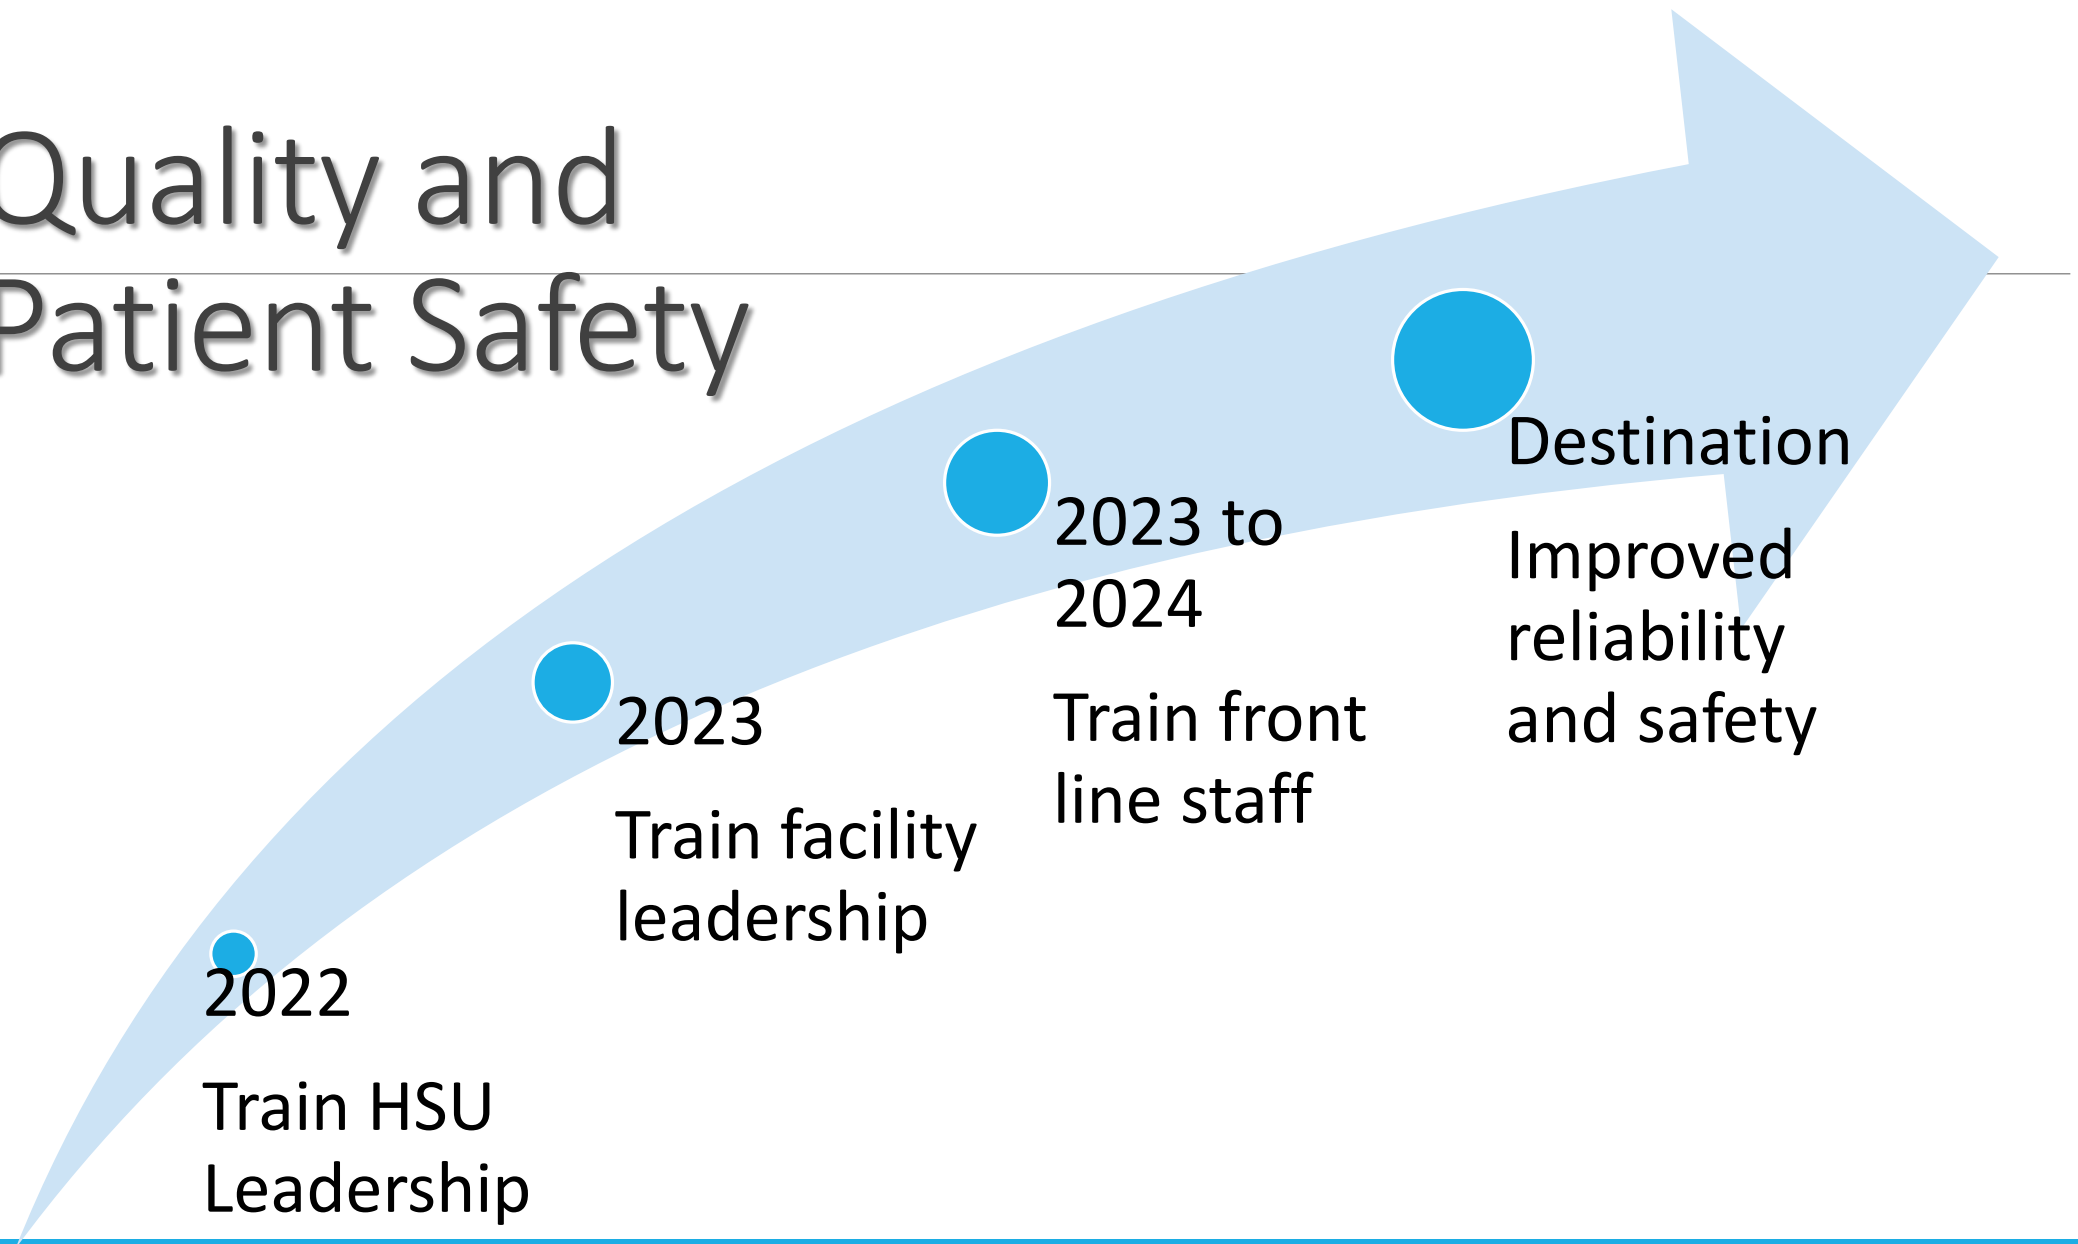 Quality and
Patient Safety
2022
Train HSU
Leadership
2023
Train facility
leadership
2023 to
2024
Train front
line staff
Destination
Improved
reliability
and safety